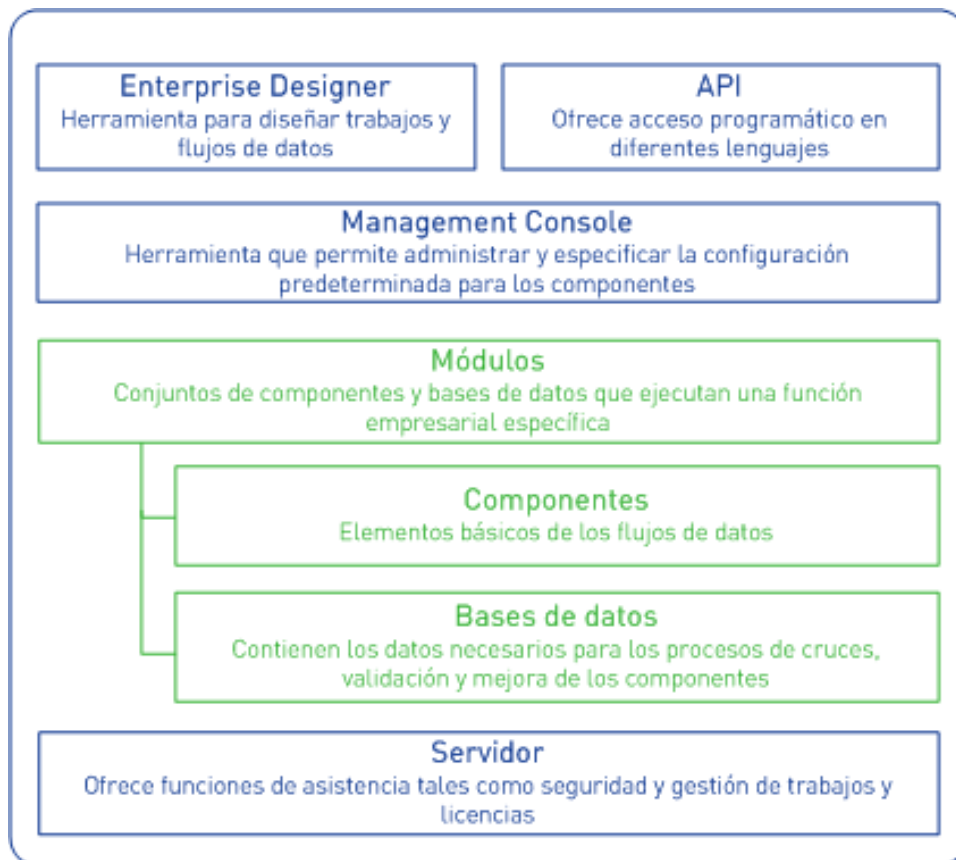 Enterprise Designer
Herramienta para diseñar trabajos y
flujos de datos
API
Ofrece acceso programático en
diferentes lenguajes
Management Console
Herramienta que permite administrar y especificar la configuración
predeterminada para los componentes
Módulos
Conjuntos de componentes y bases de datos que ejecutan una función
empresarial específica
Componentes
Elementos básicos de los flujos de datos
Bases de datos
Contienen los datos necesarios para los procesos de cruces,
validación y mejora de los componentes
Servidor
Ofrece funciones de asistencia tales como seguridad y gestión de trabajos y
licencias